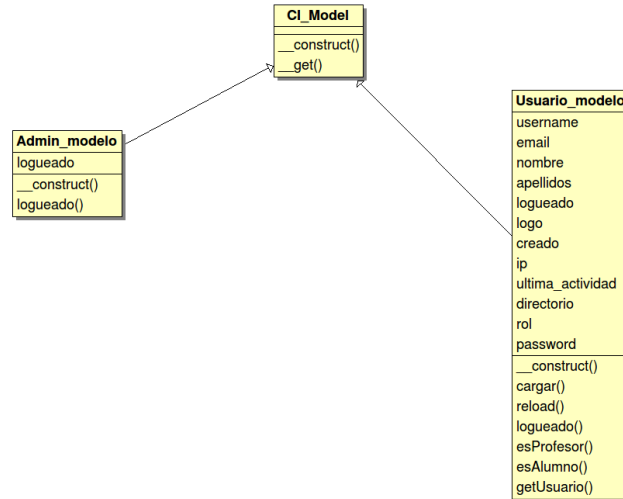 CI_Model
__construct()
__get()
Admin_modelo
logueado
__construct()
logueado()
Usuario_modelo
username
email
nombre
apellidos
logueado
logo
creado
ip
ultima_actividad
directorio
rol
password
__construct()
cargar()
reload()
logueado()
esProfesor()
esAlumno()
getUsuario()